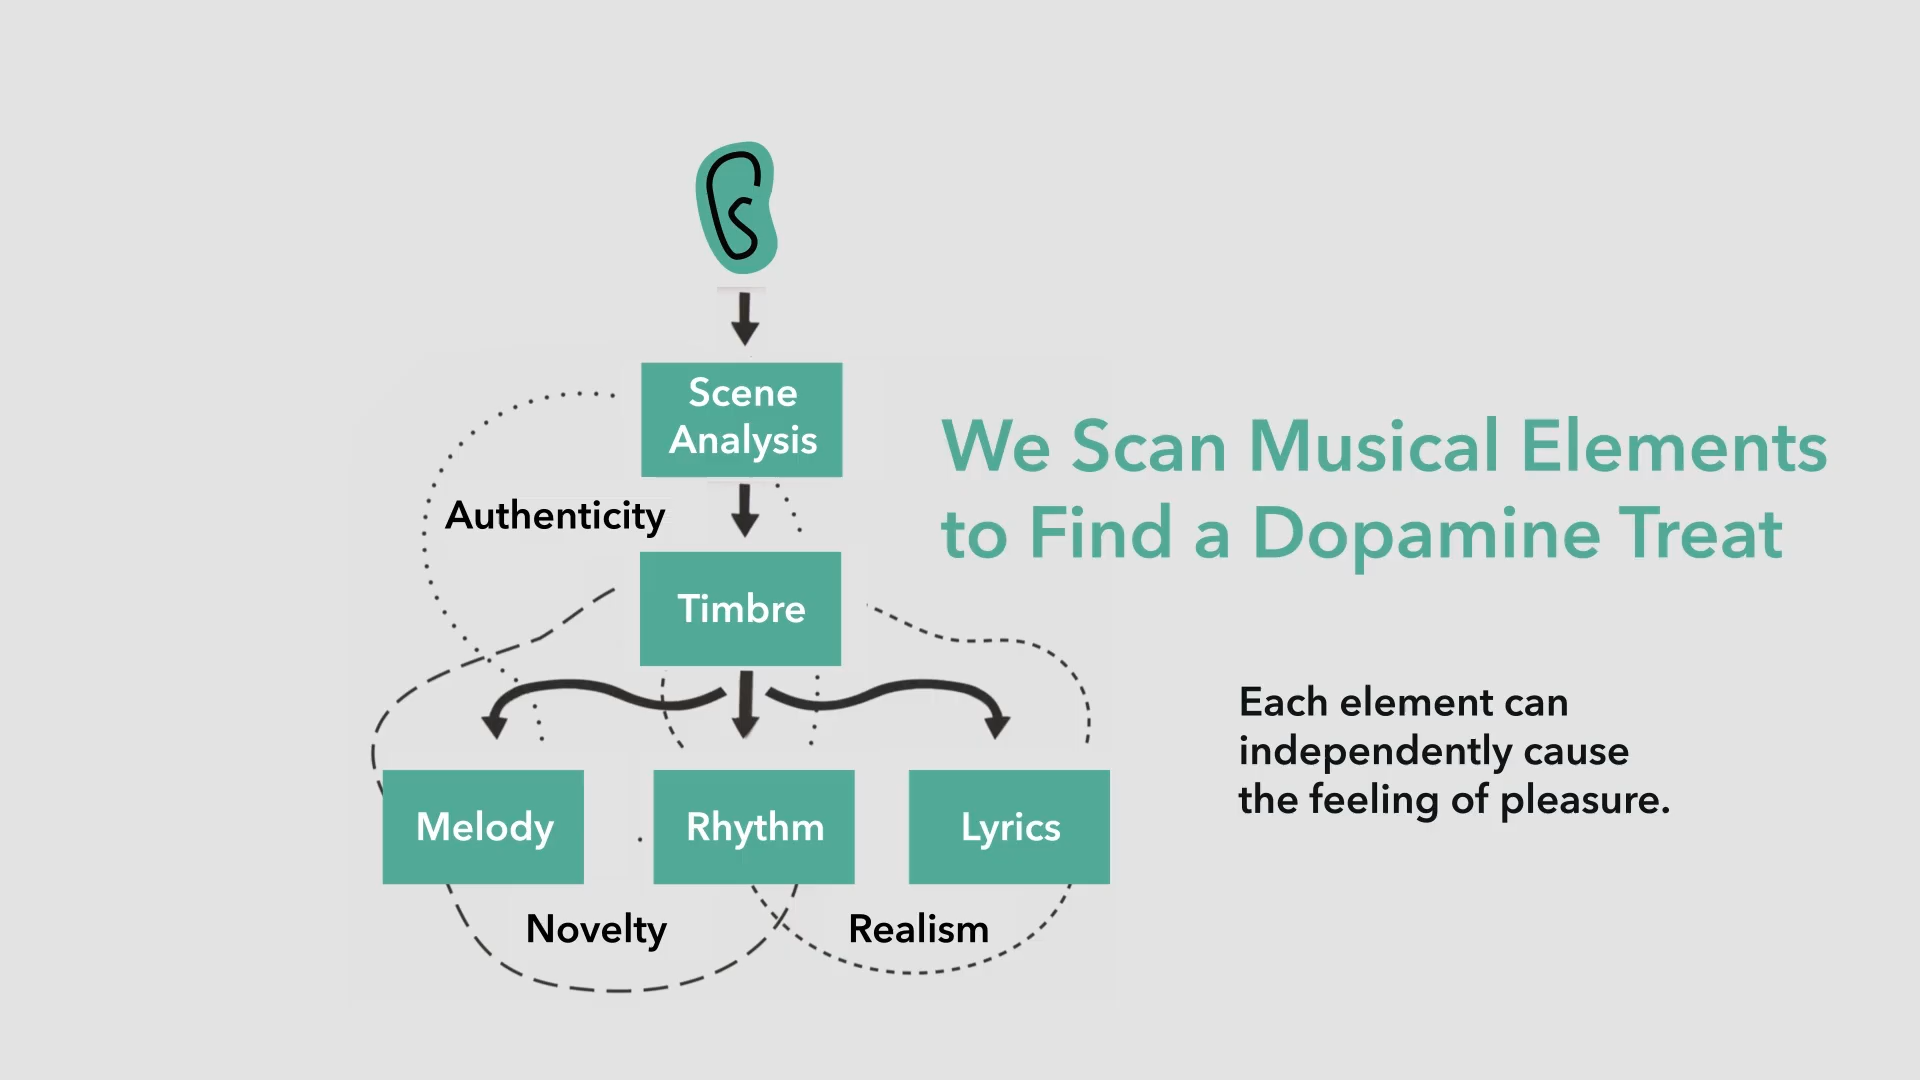 Scene
Analysis
We Scan Musical Elements
to Find a Dopamine Treat
Authenticity
Timbre
Each element can
independently cause
the feeling of pleasure.
Melody
Rhythm
Lyrics
Novelty
Realism